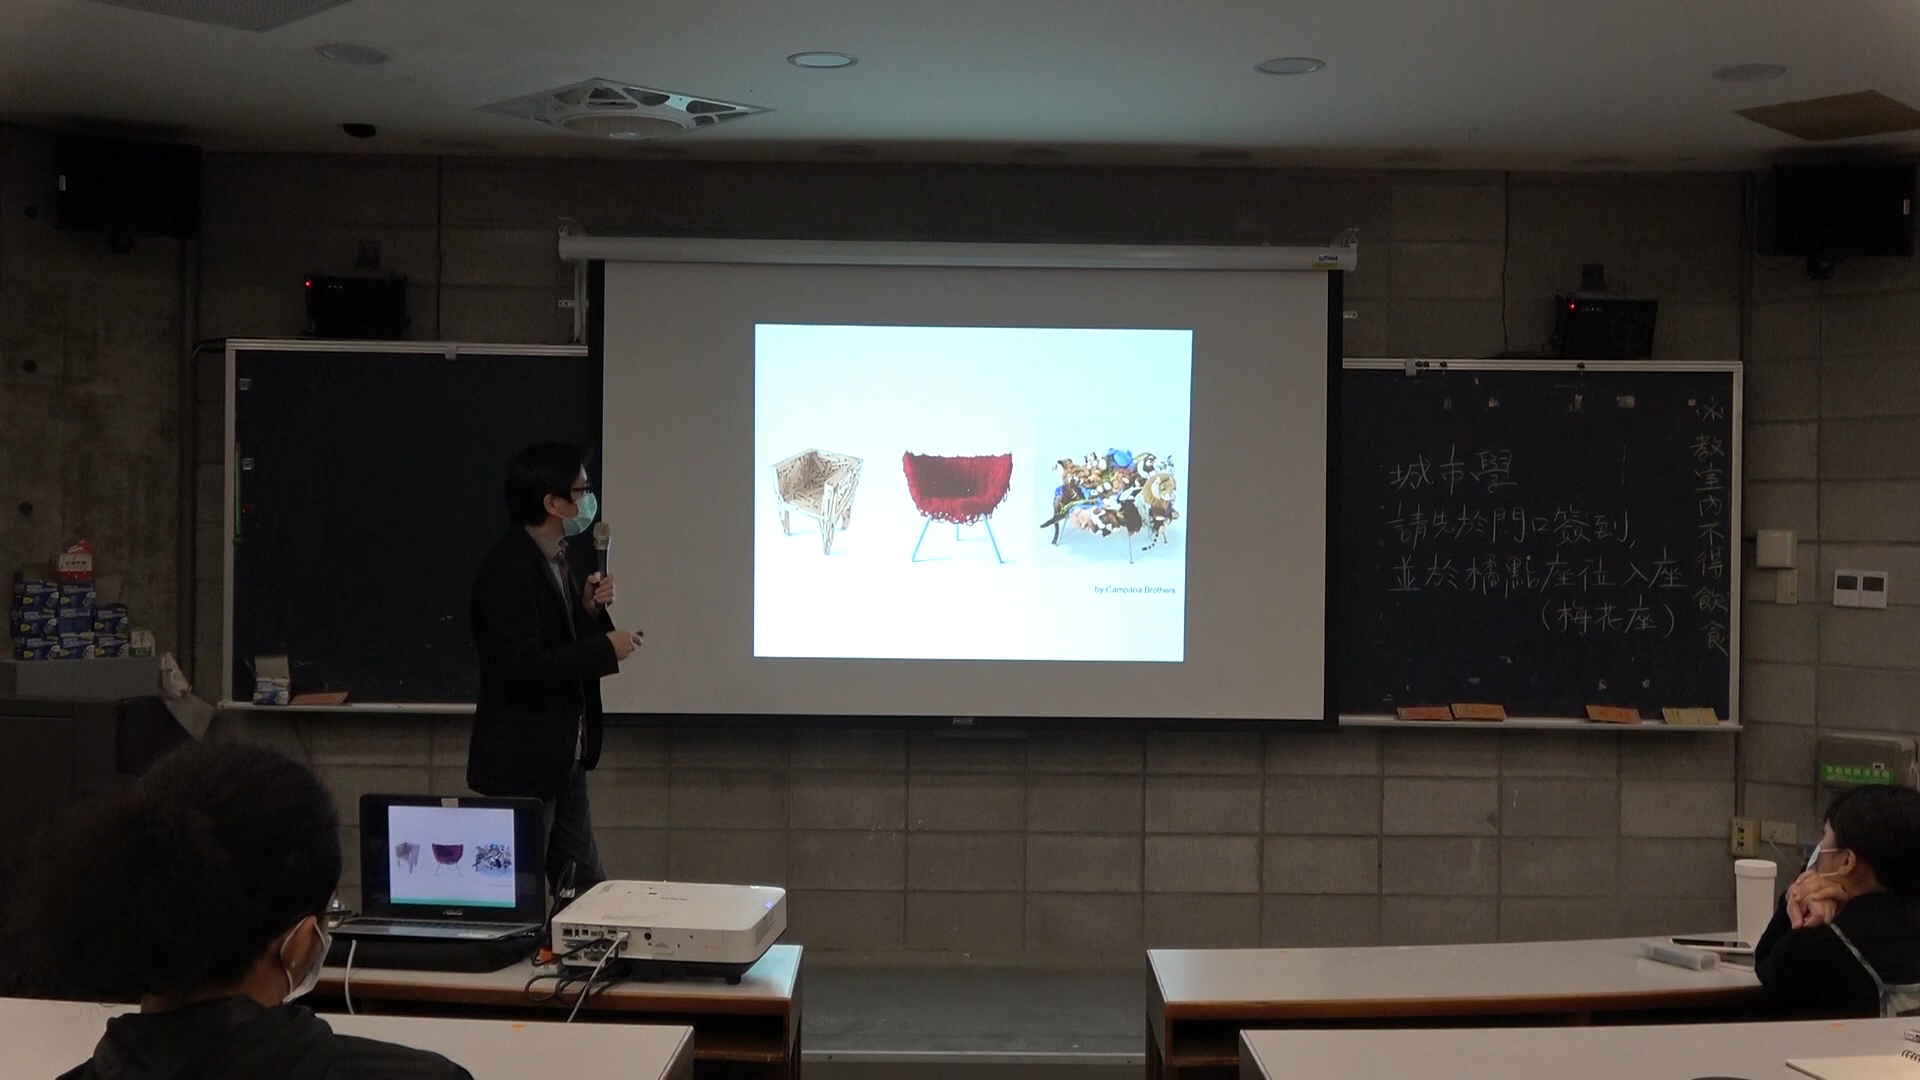 by Campana Brothers
城市學
請先於門口簽到,
並於橘點座位入座
(梅花座)
※教室內不得飲食